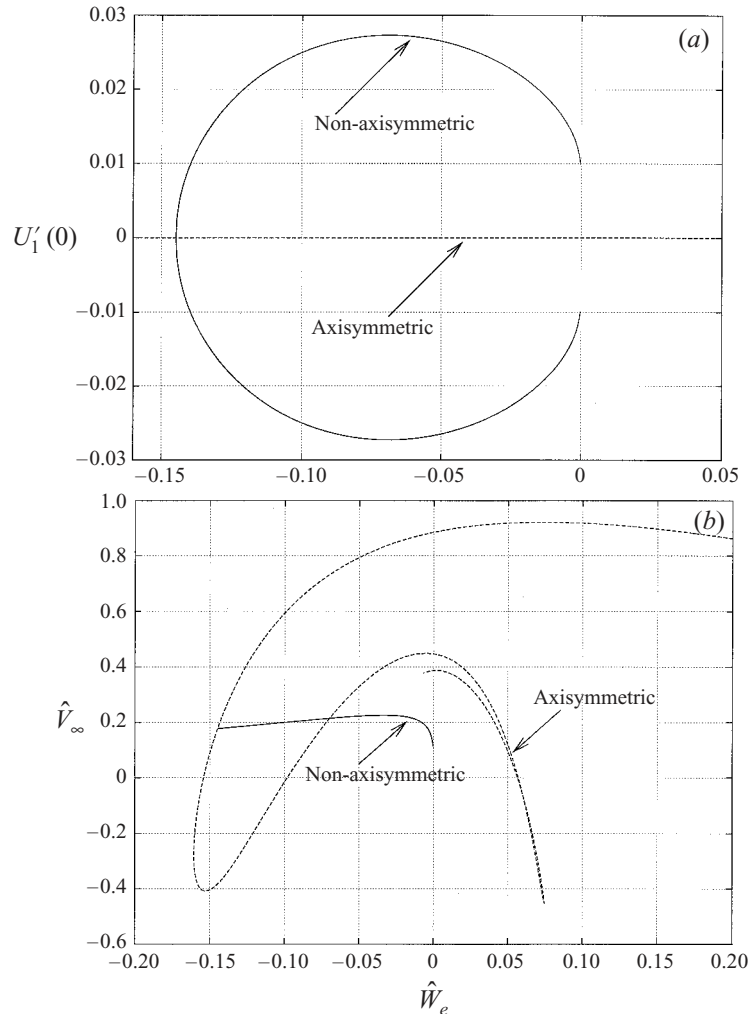 0.03
(a)
0.02
Non-axisymmetric
0.01
U′₁(0) 0
Axisymmetric
−0.01
−0.02
−0.03
−0.15 −0.10 −0.05 0 0.05
1.0
(b)
0.8
0.6
0.4
Axisymmetric
V̂∞ 0.2
Non-axisymmetric
0
−0.2
−0.4
−0.6
−0.20 −0.15 −0.10 −0.05 0 0.05 0.10 0.15 0.20
Ŵₑ